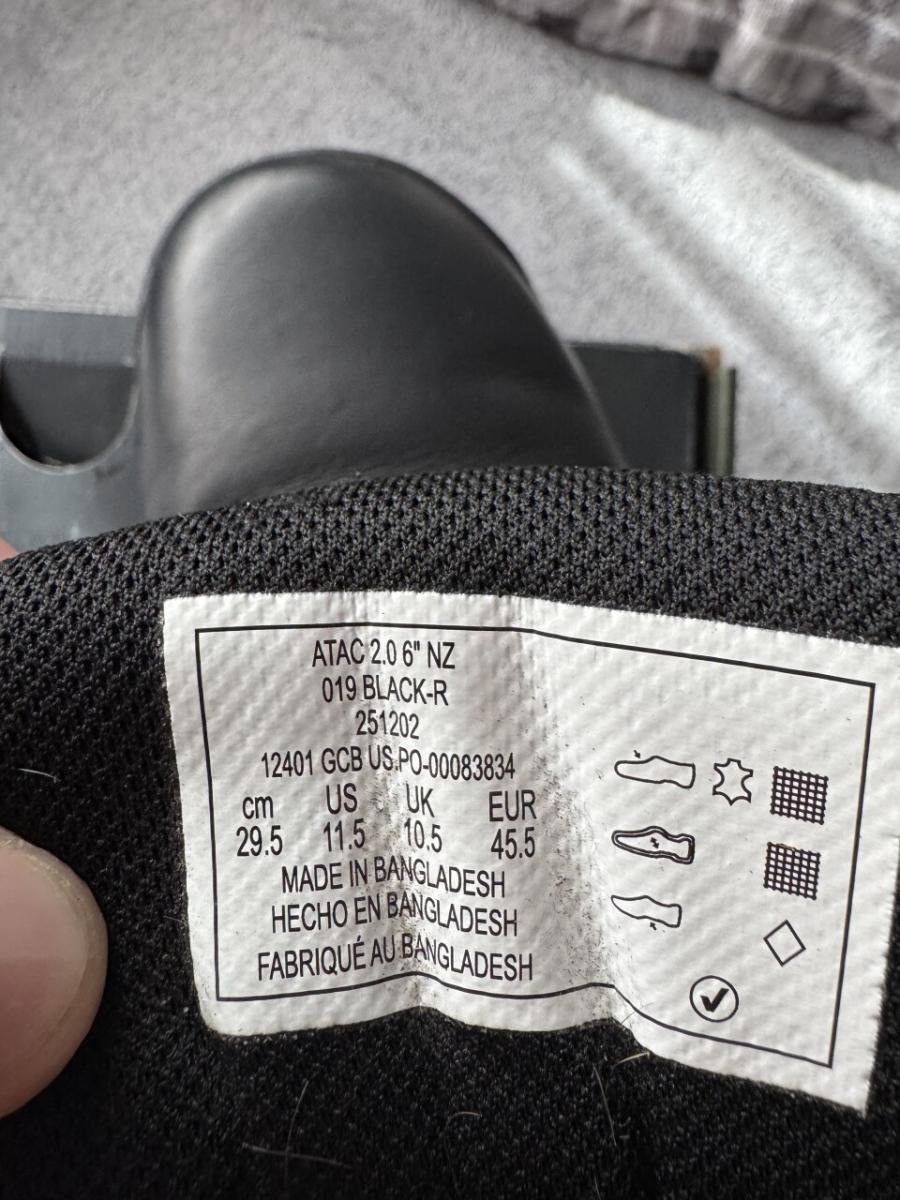 ATAC 2.0 6" NZ
019 BLACK-R
251202
12401 GCB US.PO-00083834
cm US UK EUR
29.5 11.5 10.5 45.5
MADE IN BANGLADESH
HECHO EN BANGLADESH
FABRIQUÉ AU BANGLADESH